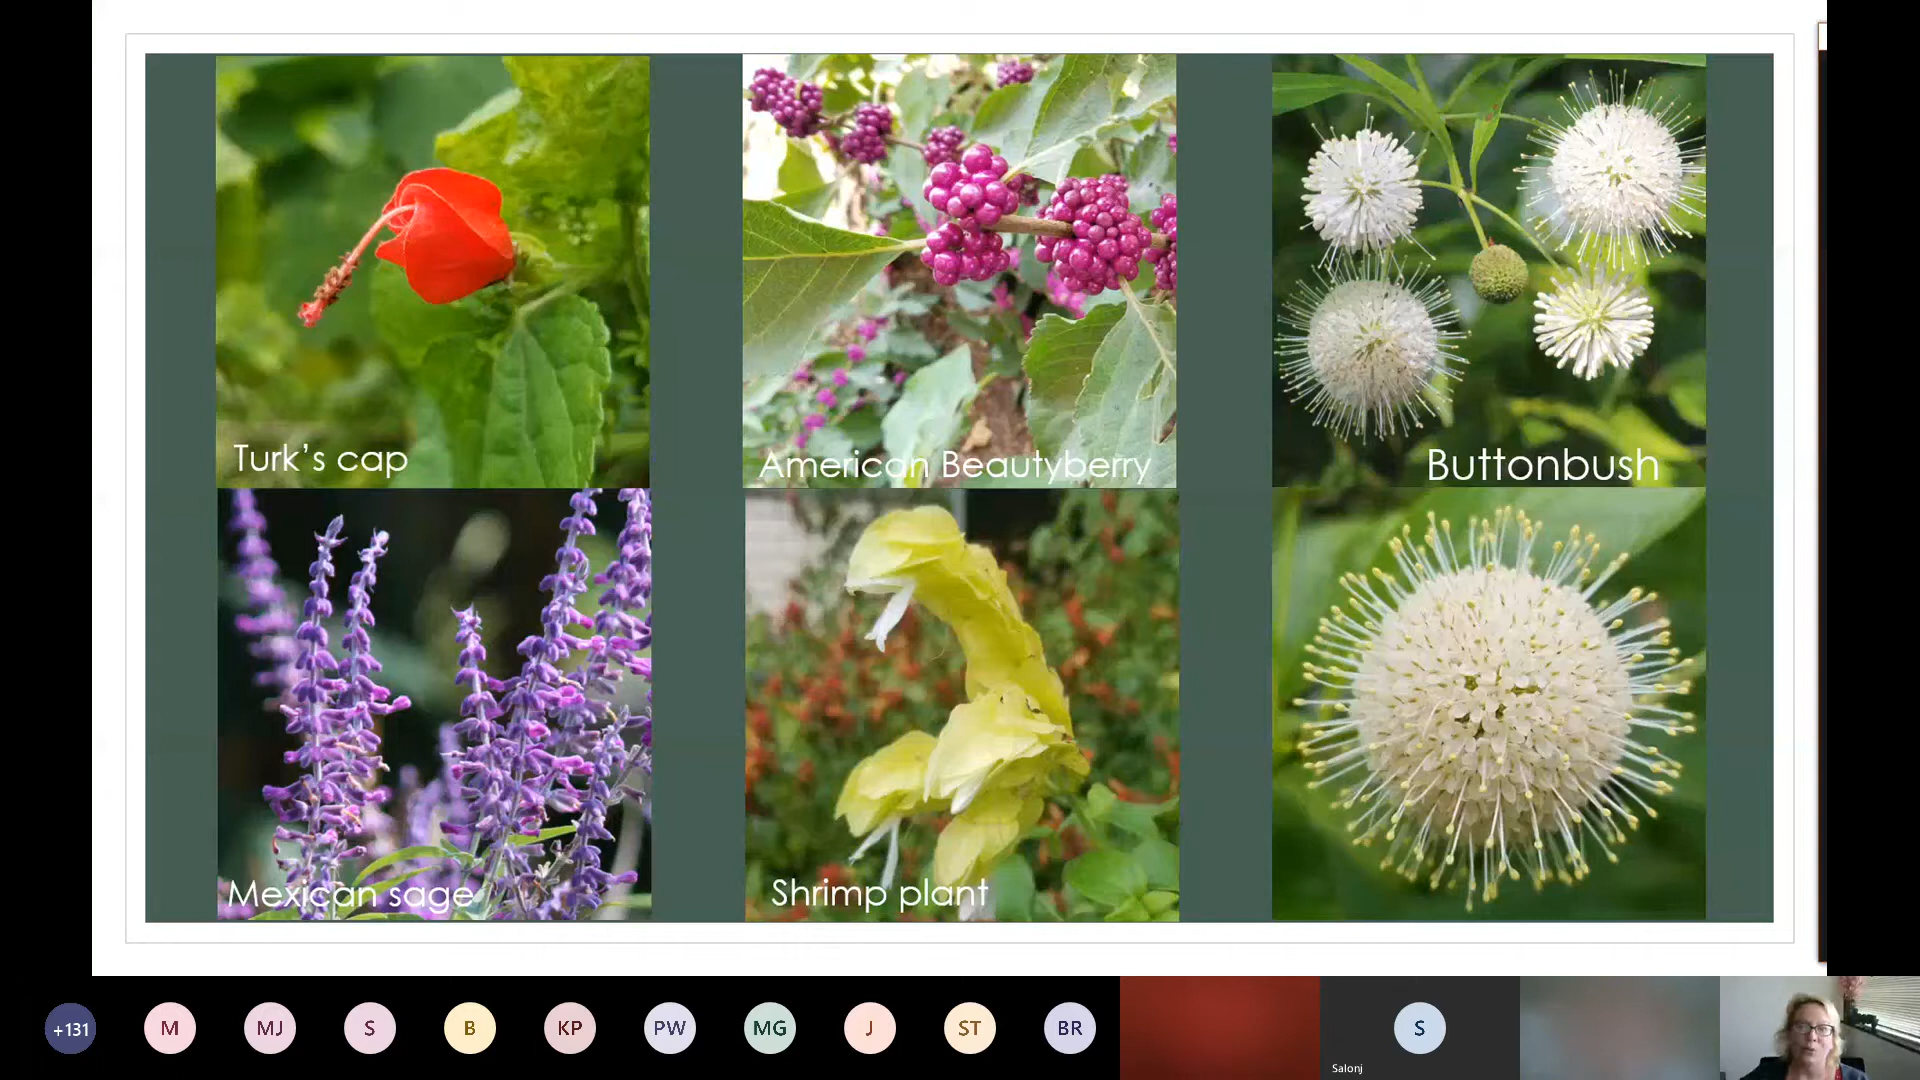 Turk's cap
American Beautyberry
Buttonbush
Mexican sage
Shrimp plant
+131
M
MJ
S
B
KP
PW
MG
J
ST
BR
S
Salonj